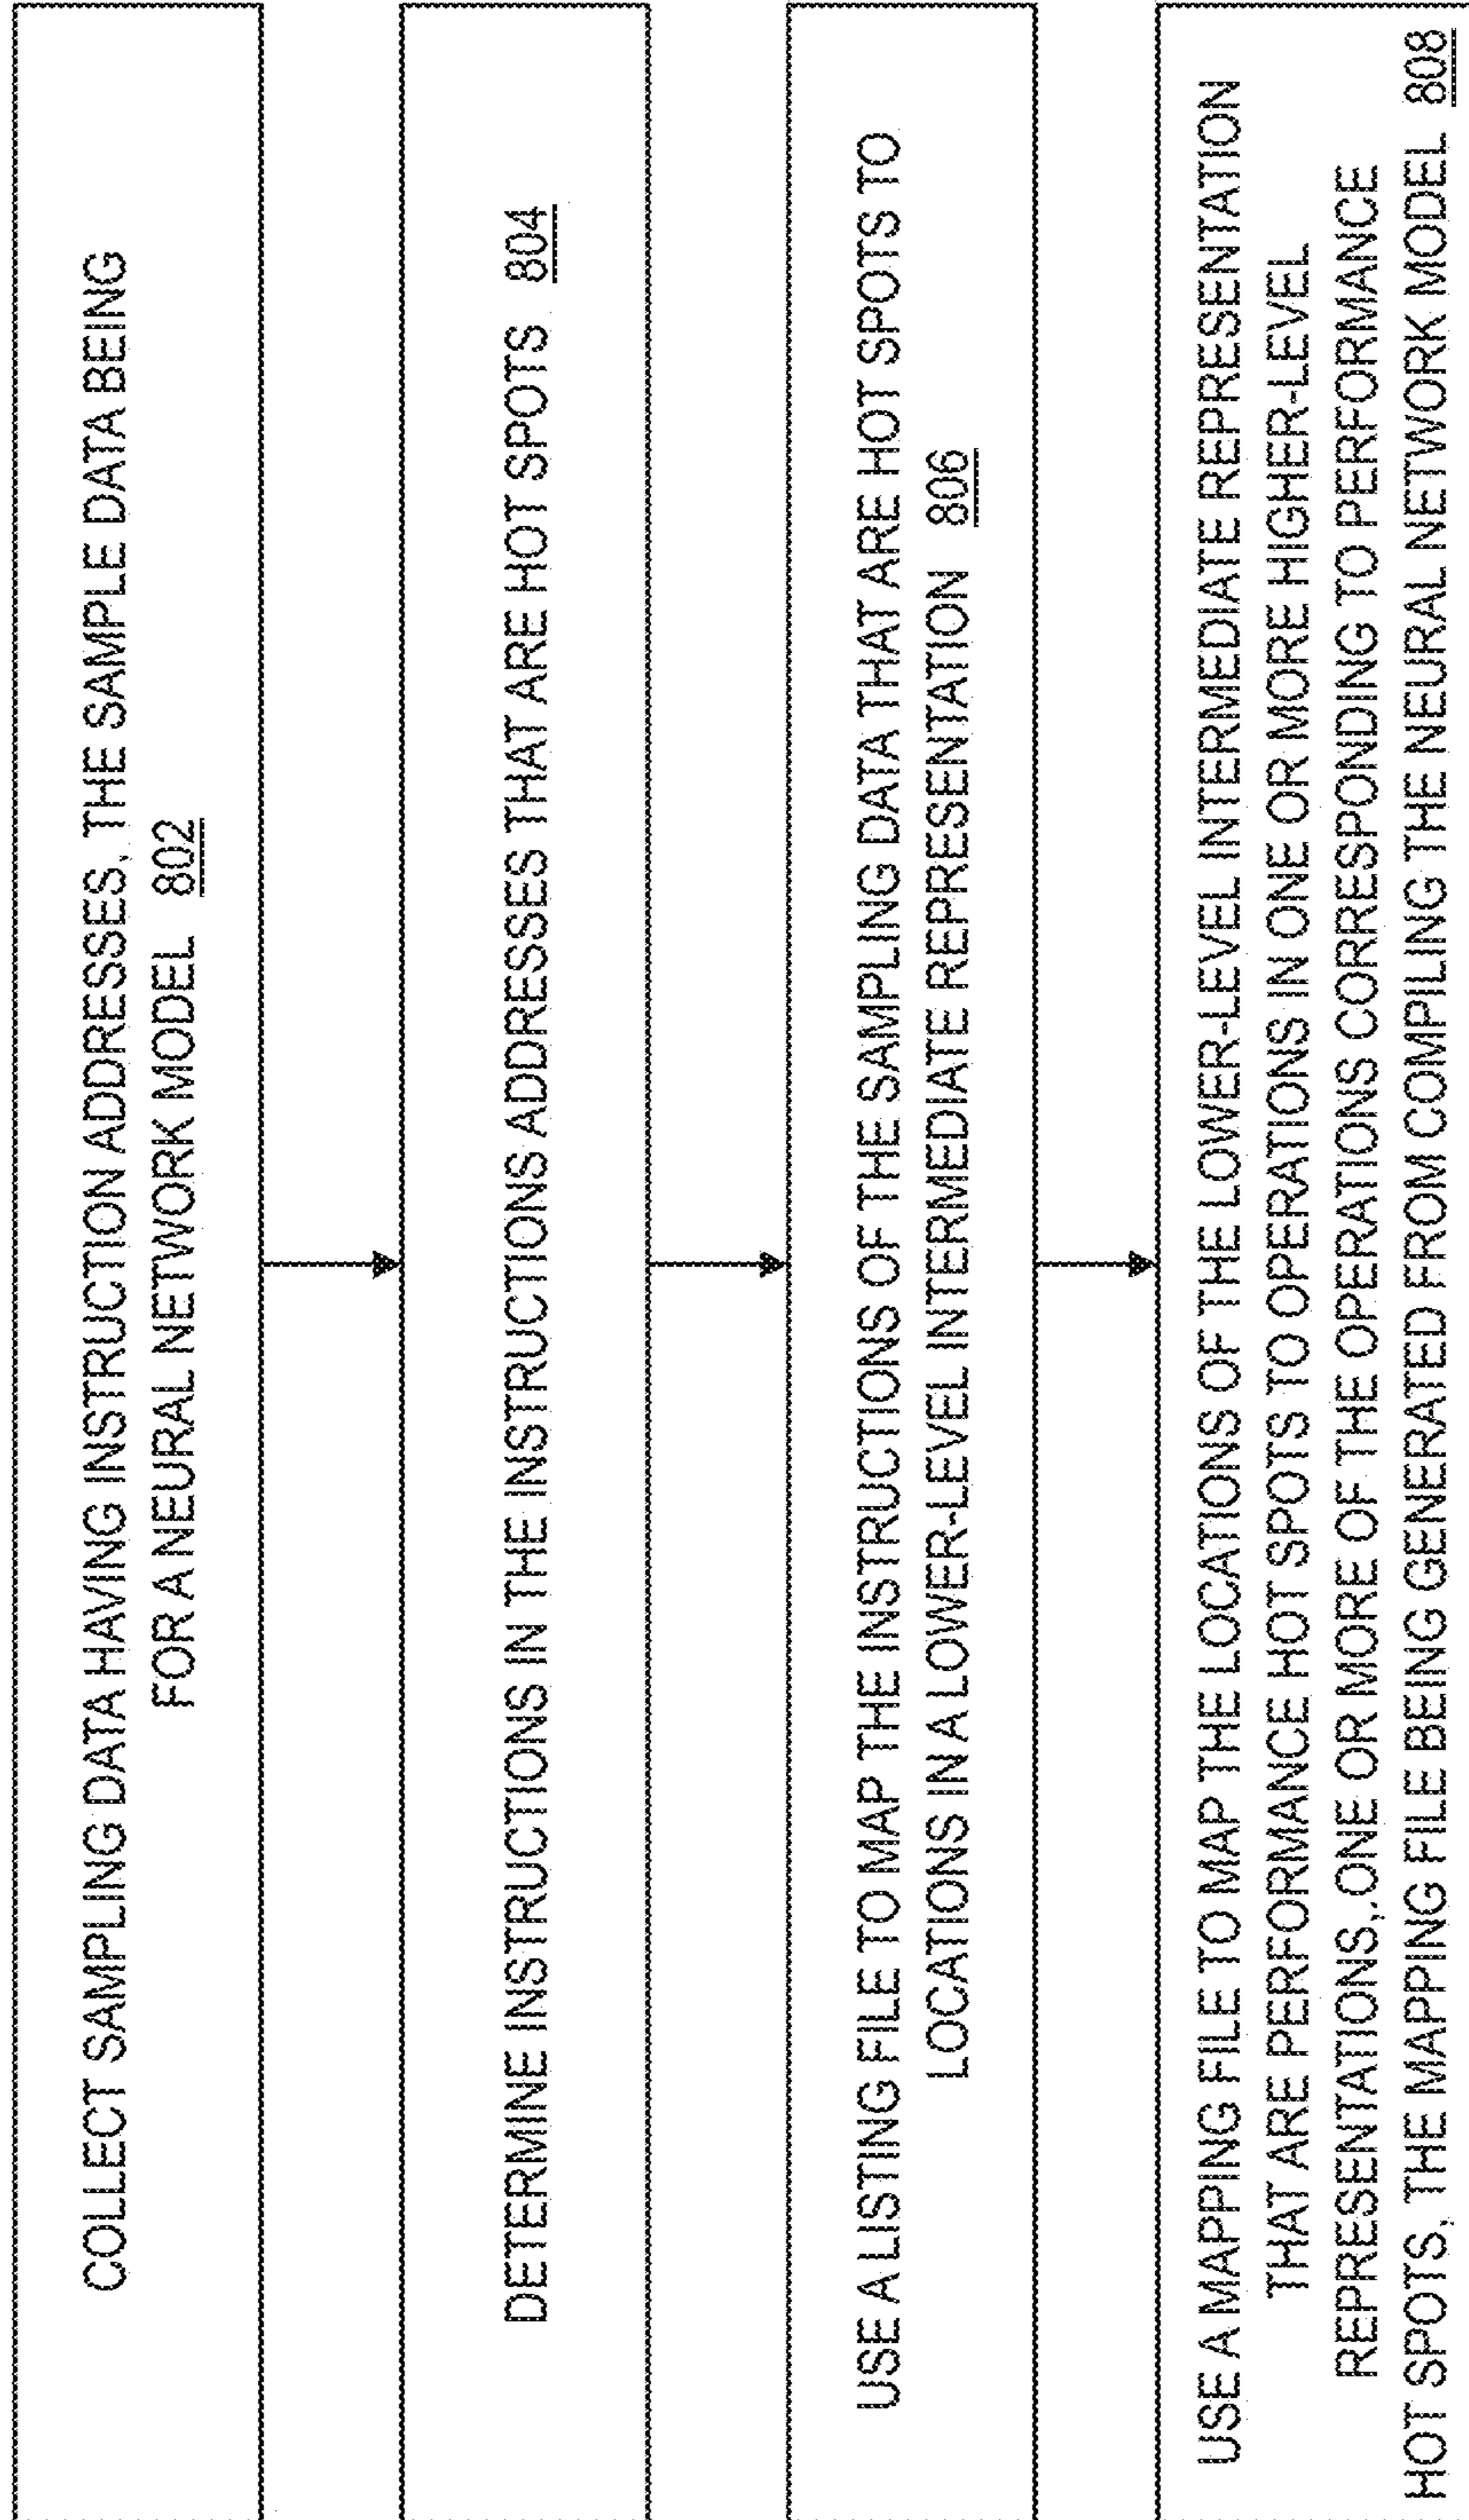 COLLECT SAMPLING DATA HAVING INSTRUCTION ADDRESSES, THE SAMPLE DATA BEING
FOR A NEURAL NETWORK MODEL 802
DETERMINE INSTRUCTIONS IN THE INSTRUCTIONS ADDRESSES THAT ARE HOT SPOTS 804
USE A LISTING FILE TO MAP THE INSTRUCTIONS OF THE SAMPLING DATA THAT ARE HOT SPOTS TO
LOCATIONS IN A LOWER-LEVEL INTERMEDIATE REPRESENTATION 806
USE A MAPPING FILE TO MAP THE LOCATIONS OF THE LOWER-LEVEL INTERMEDIATE REPRESENTATION
THAT ARE PERFORMANCE HOT SPOTS TO OPERATIONS IN ONE OR MORE HIGHER-LEVEL
REPRESENTATIONS, ONE OR MORE OF THE OPERATIONS CORRESPONDING TO PERFORMANCE
HOT SPOTS, THE MAPPING FILE BEING GENERATED FROM COMPILING THE NEURAL NETWORK MODEL 808